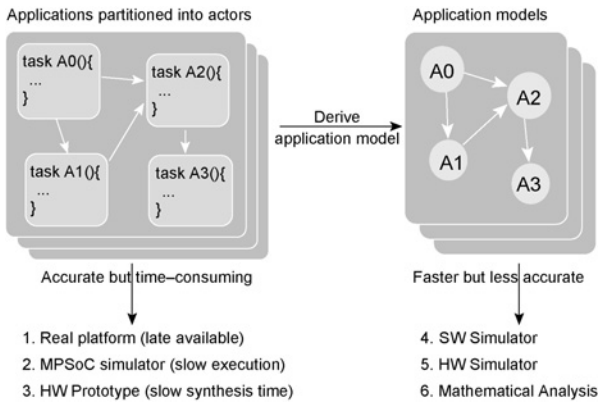 Applications partitioned into actors
task A0(){
...
}
task A2(){
...
}
task A1(){
...
}
task A3(){
...
}
Derive
application model
Application models
A0
A2
A1
A3
Accurate but time–consuming
1. Real platform (late available)
2. MPSoC simulator (slow execution)
3. HW Prototype (slow synthesis time)
Faster but less accurate
4. SW Simulator
5. HW Simulator
6. Mathematical Analysis